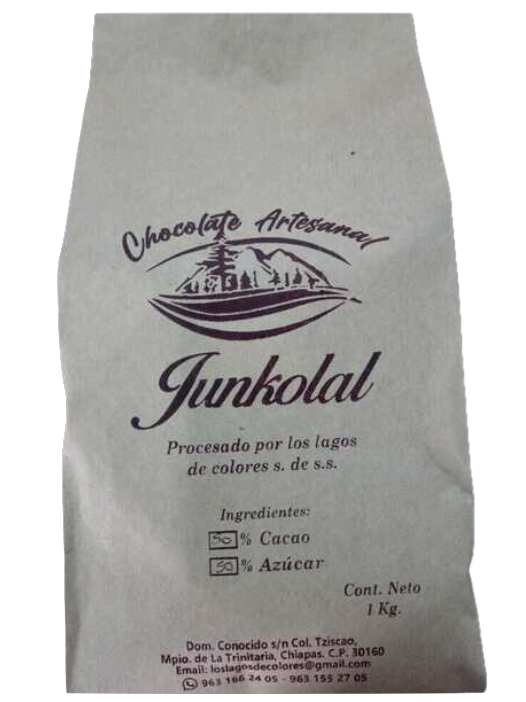 Chocolate Artesanal
Junkolal
Procesado por los lagos
de colores s. de s.s.
Ingredientes:
50 % Cacao
50 % Azúcar
Cont. Neto
1 Kg.
Dom. Conocido s/n Col. Tziscao,
Mpio. de La Trinitaria, Chiapas. C.P. 30160
Email: loslagosdecolores@gmail.com
963 166 24 05 - 963 155 27 05